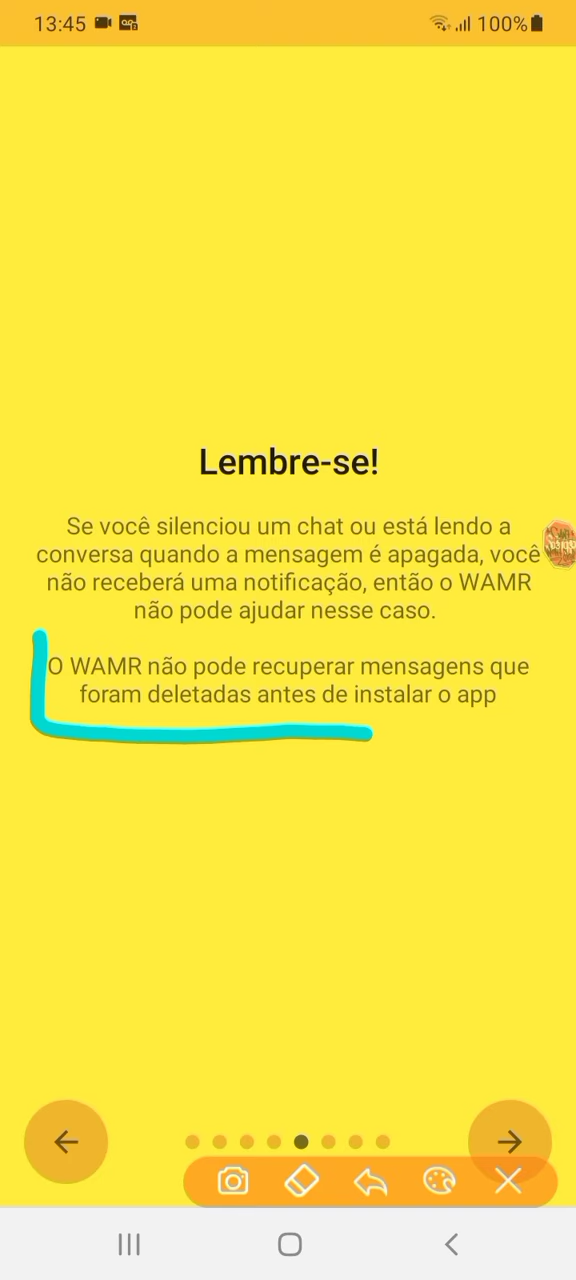 13:45
100%
Lembre-se!
Se você silenciou um chat ou está lendo a
conversa quando a mensagem é apagada, você
não receberá uma notificação, então o WAMR
não pode ajudar nesse caso.
O WAMR não pode recuperar mensagens que
foram deletadas antes de instalar o app